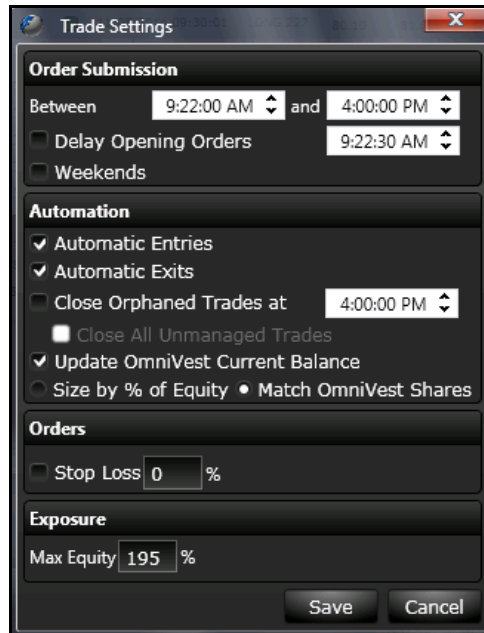 Trade Settings
Order Submission
Between 9:22:00 AM and 4:00:00 PM
Delay Opening Orders 9:22:30 AM
Weekends
Automation
Automatic Entries
Automatic Exits
Close Orphaned Trades at 4:00:00 PM
Close All Unmanaged Trades
Update OmniVest Current Balance
Size by % of Equity Match OmniVest Shares
Orders
Stop Loss 0 %
Exposure
Max Equity 195 %
Save Cancel